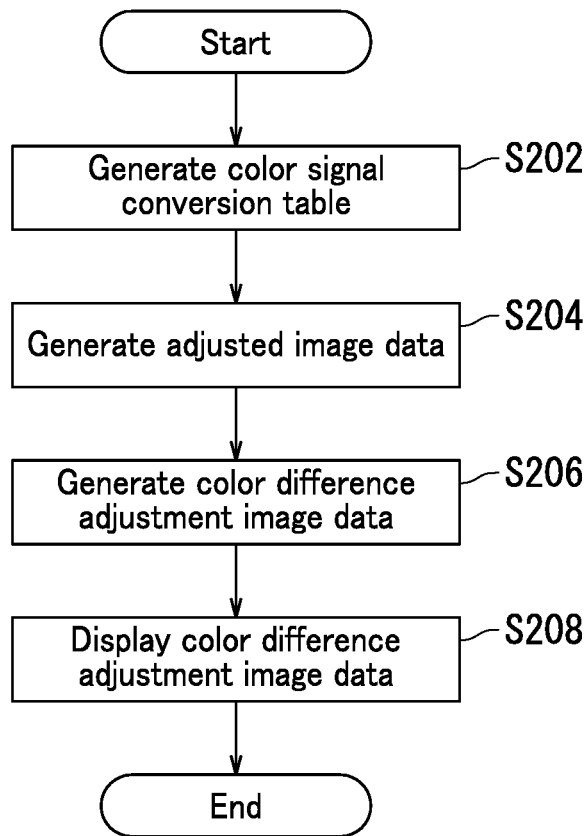 Start
Generate color signal
conversion table
S202
Generate adjusted image data
S204
Generate color difference
adjustment image data
S206
Display color difference
adjustment image data
S208
End